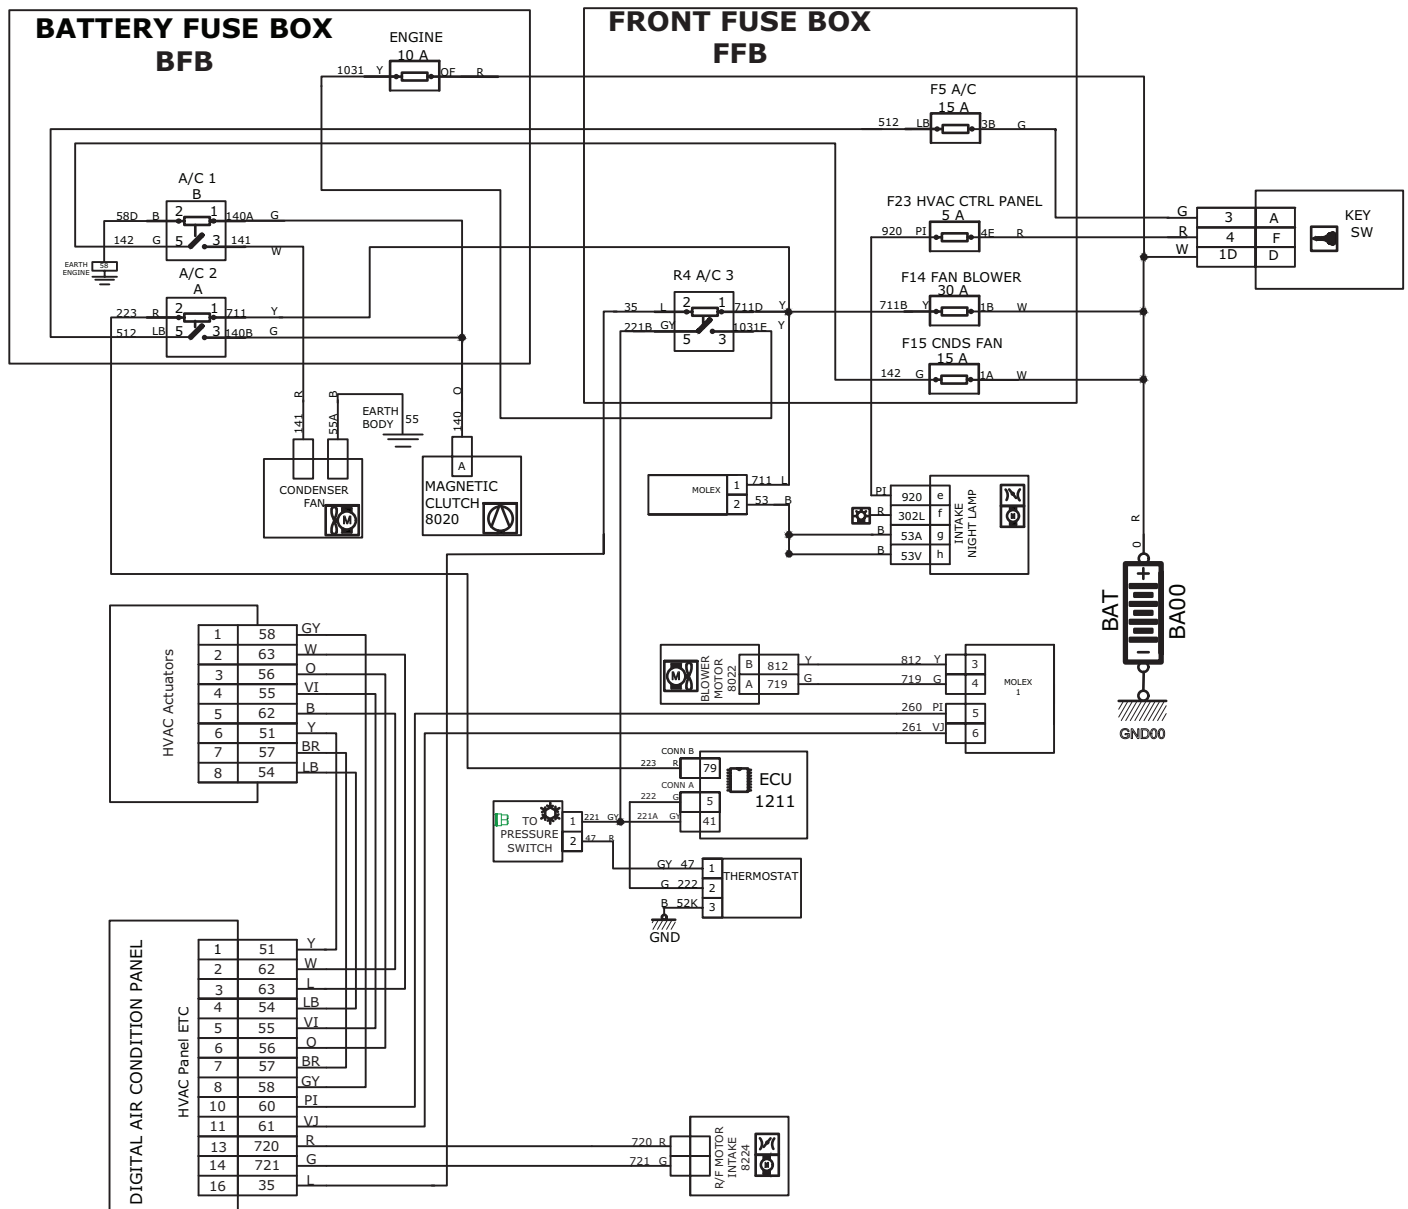 BATTERY FUSE BOX
BFB
FRONT FUSE BOX
FFB
ENGINE
10 A
1031 Y OF R
F5 A/C
15 A
512 LB 3B G
A/C 1
B
58D B 2 1 140A G
142 G 5 3 141 W
EARTH
ENGINE
58
A/C 2
A
223 R 2 1 711 Y
512 LB 5 3 140B G
F23 HVAC CTRL PANEL
5 A
920 PI 4E R
R4 A/C 3
35 L 2 1 711D Y
221B GY 5 3 1031E Y
F14 FAN BLOWER
30 A
711B Y 1B W
F15 CNDS FAN
15 A
142 G 1A W
G 3 A
R 4 F
W 1D D
KEY
SW
141 R
55A B
EARTH
BODY
55
140 O
CONDENSER
FAN
M
A
MAGNETIC
CLUTCH
8020
MOLEX
1 711 L
2 53 B
PI 920 e
R 302L f
B 53A g
B 53V h
INTAKE
NIGHT LAMP
M
0 R
BAT
BA00
GND00
HVAC Actuators
1 58 GY
2 63 W
3 56 O
4 55 VI
5 62 B
6 51 Y
7 57 BR
8 54 LB
M
BLOWER
MOTOR
8022
B 812 Y
A 719 G
812 Y 3
719 G 4
260 PI 5
261 VJ 6
MOLEX
1
CONN B
223 R 79
CONN A
222 G 5
221A GY 41
ECU
1211
TO
PRESSURE
SWITCH
1 221 GY
2 47 R
GY 47 1
G 222 2
B 52K 3
THERMOSTAT
GND
DIGITAL AIR CONDITION PANEL
HVAC Panel ETC
1 51 Y
2 62 W
3 63 L
4 54 LB
5 55 VI
6 56 O
7 57 BR
8 58 GY
10 60 PI
11 61 VJ
13 720 R
14 721 G
16 35 L
720 R
721 G
R/F MOTOR
INTAKE
8224
M